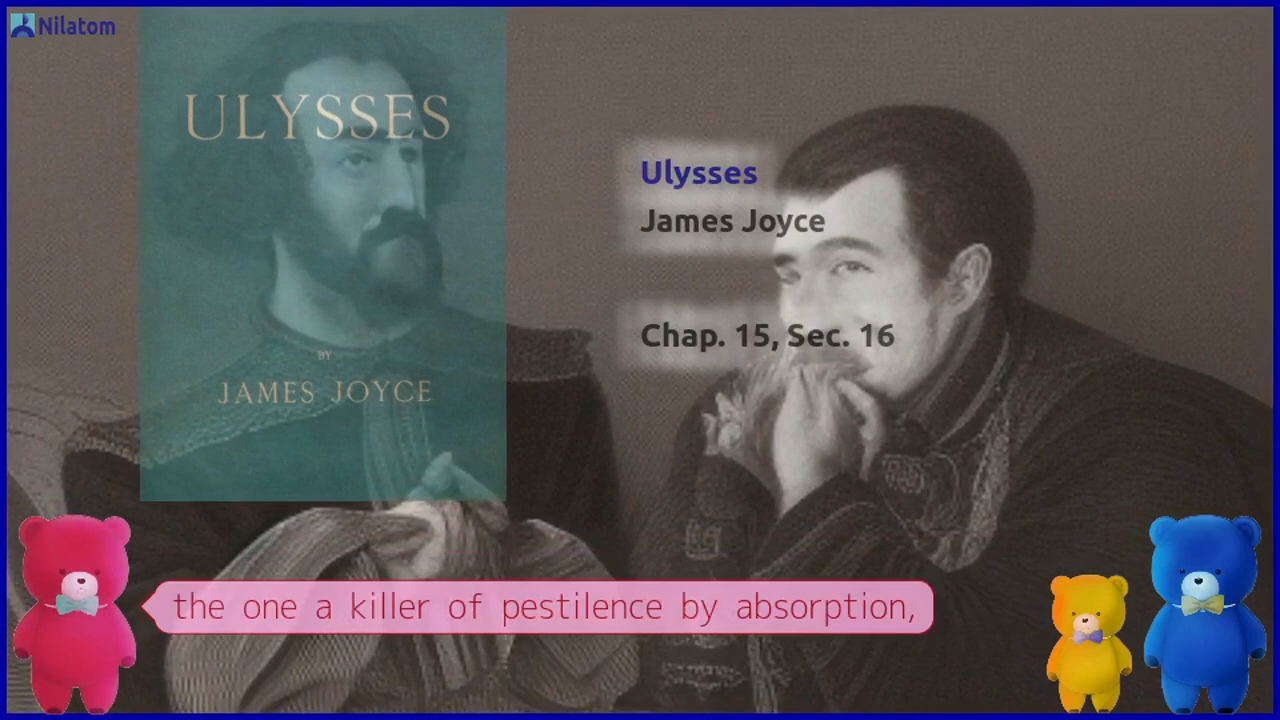 Nilatom
ULYSSES
BY
JAMES JOYCE
Ulysses
James Joyce
Chap. 15, Sec. 16
the one a killer of pestilence by absorption,